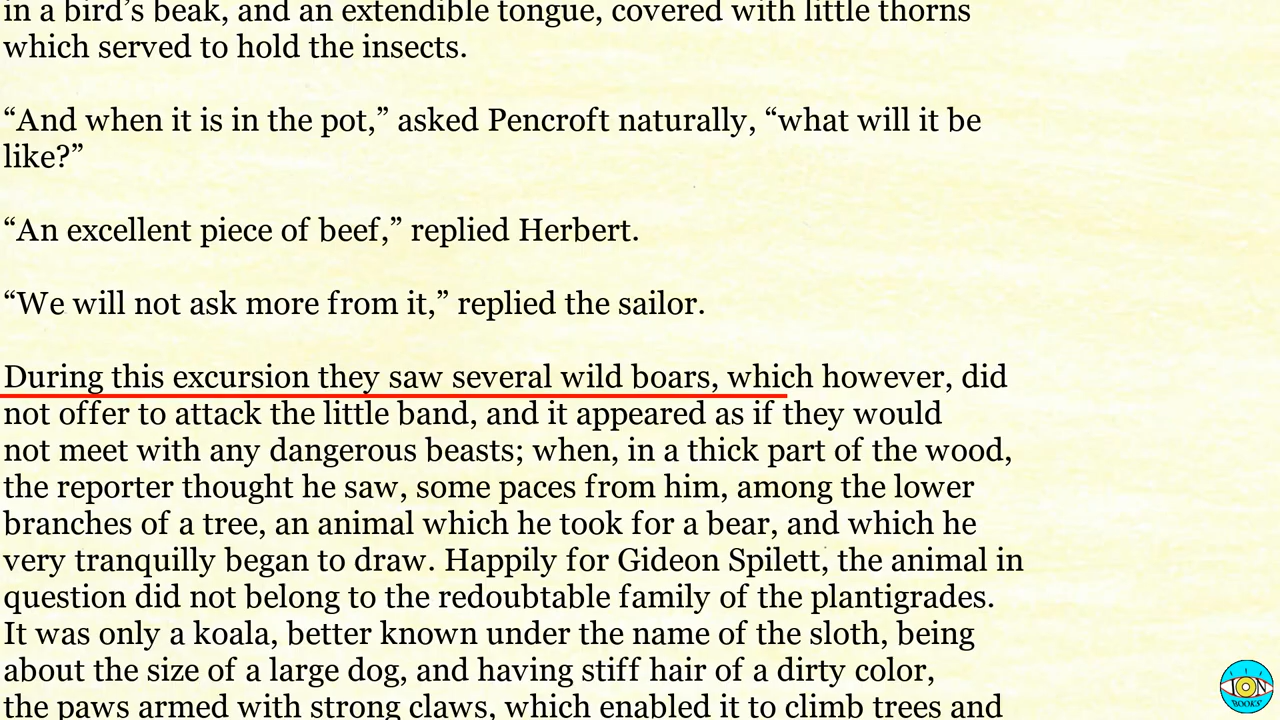 in a bird’s beak, and an extendible tongue, covered with little thorns
which served to hold the insects.
“And when it is in the pot,” asked Pencroft naturally, “what will it be
like?”
“An excellent piece of beef,” replied Herbert.
“We will not ask more from it,” replied the sailor.
During this excursion they saw several wild boars, which however, did
not offer to attack the little band, and it appeared as if they would
not meet with any dangerous beasts; when, in a thick part of the wood,
the reporter thought he saw, some paces from him, among the lower
branches of a tree, an animal which he took for a bear, and which he
very tranquilly began to draw. Happily for Gideon Spilett, the animal in
question did not belong to the redoubtable family of the plantigrades.
It was only a koala, better known under the name of the sloth, being
about the size of a large dog, and having stiff hair of a dirty color,
the paws armed with strong claws, which enabled it to climb trees and
ION
BOOKS